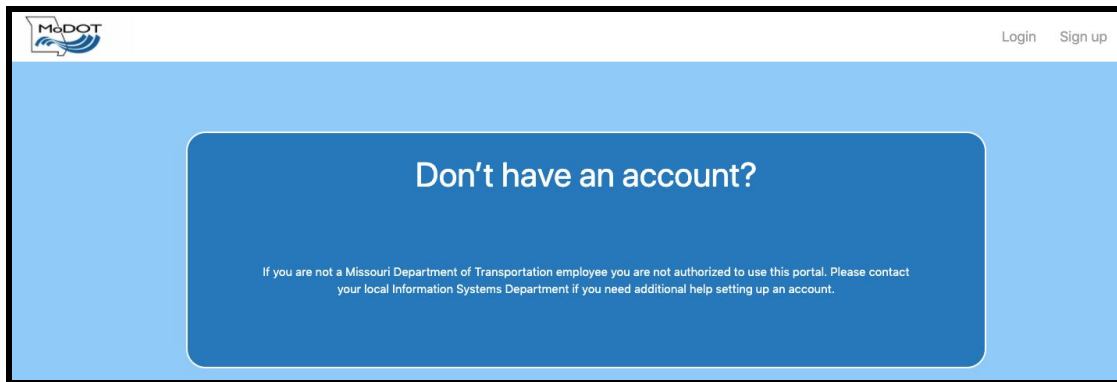 MoDOT
Login Sign up
Don't have an account?
If you are not a Missouri Department of Transportation employee you are not authorized to use this portal. Please contact
your local Information Systems Department if you need additional help setting up an account.